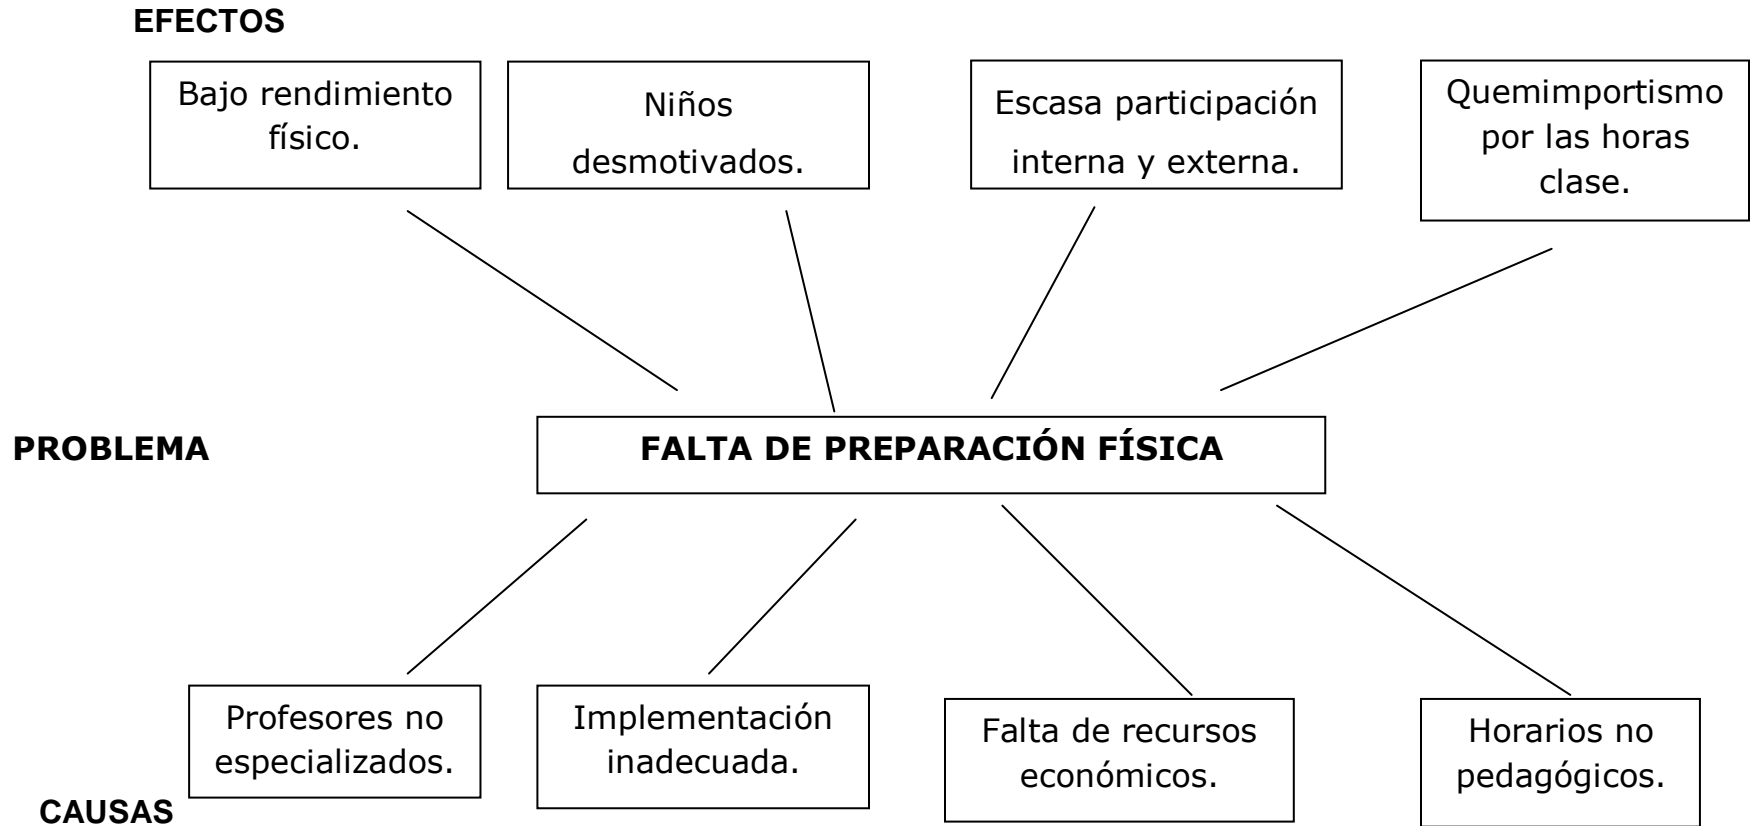 EFECTOS
Bajo rendimiento
físico.
Niños
desmotivados.
Escasa participación
interna y externa.
Quemimportismo
por las horas
clase.
PROBLEMA
FALTA DE PREPARACIÓN FÍSICA
Profesores no
especializados.
Implementación
inadecuada.
Falta de recursos
económicos.
Horarios no
pedagógicos.
CAUSAS